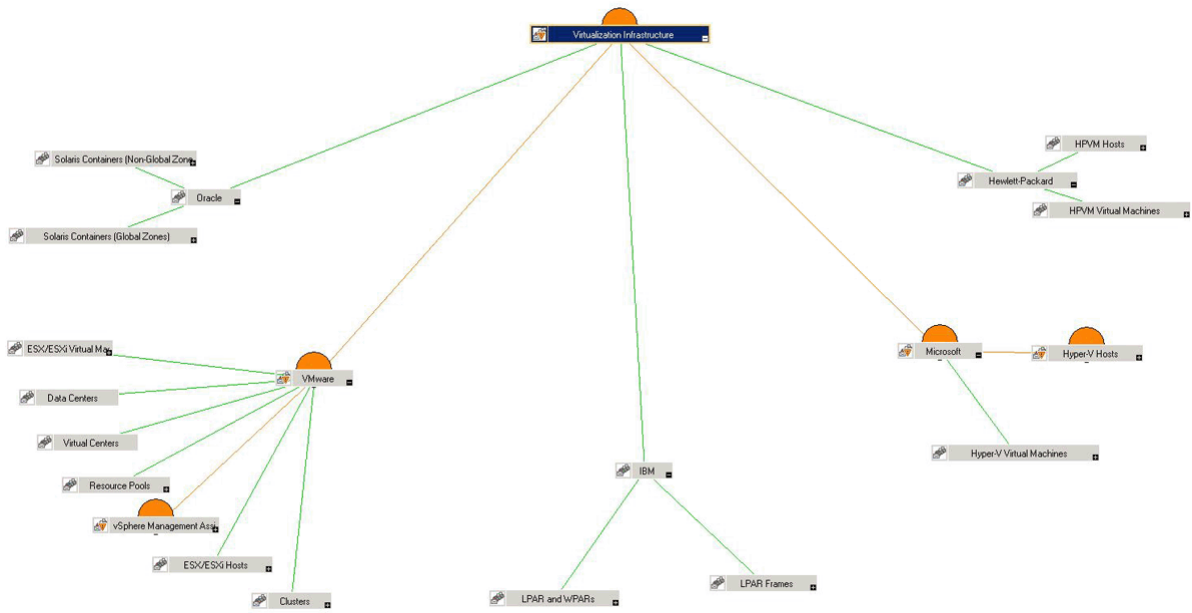 Virtualization Infrastructure
HPVM Hosts
Solaris Containers (Non-Global Zone
Hewlett-Packard
Oracle
HPVM Virtual Machines
Solaris Containers (Global Zones)
ESX/ESXi Virtual Ma
Microsoft
Hyper-V Hosts
VMware
Data Centers
Virtual Centers
Hyper-V Virtual Machines
IBM
Resource Pools
vSphere Management Assi
ESX/ESXi Hosts
LPAR Frames
LPAR and WPARs
Clusters